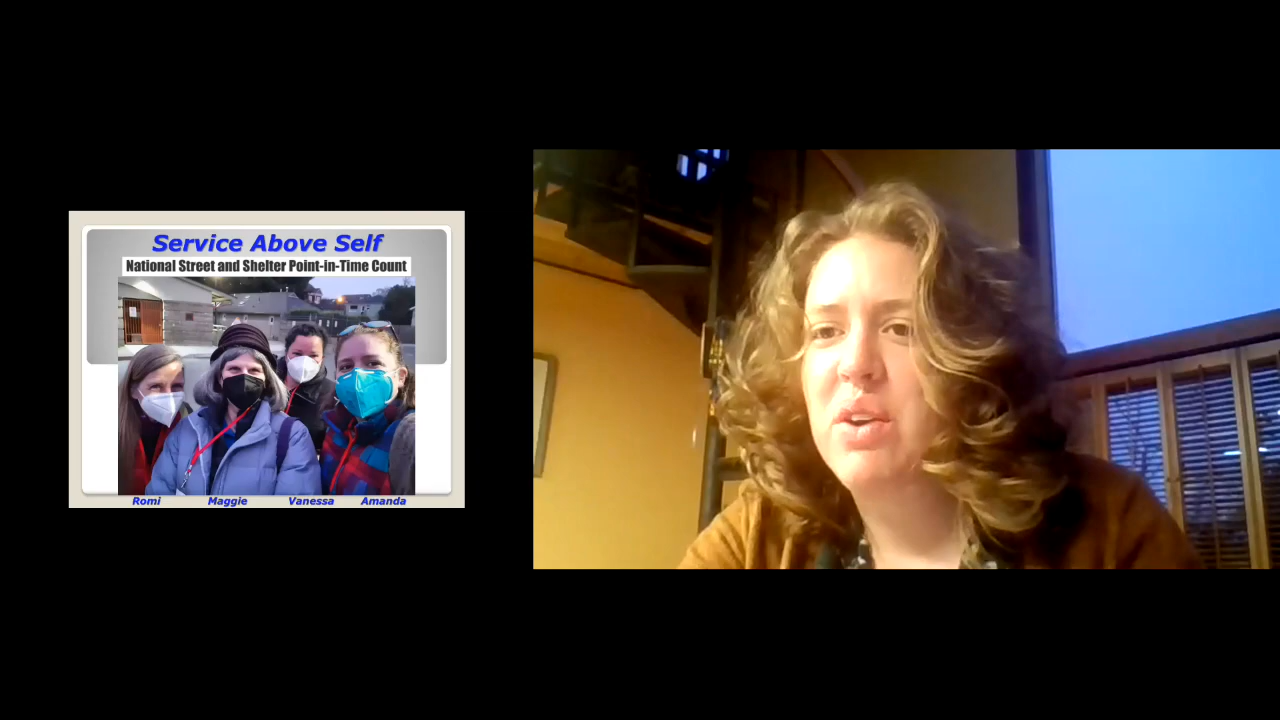 Service Above Self
National Street and Shelter Point-in-Time Count
Romi Maggie Vanessa Amanda